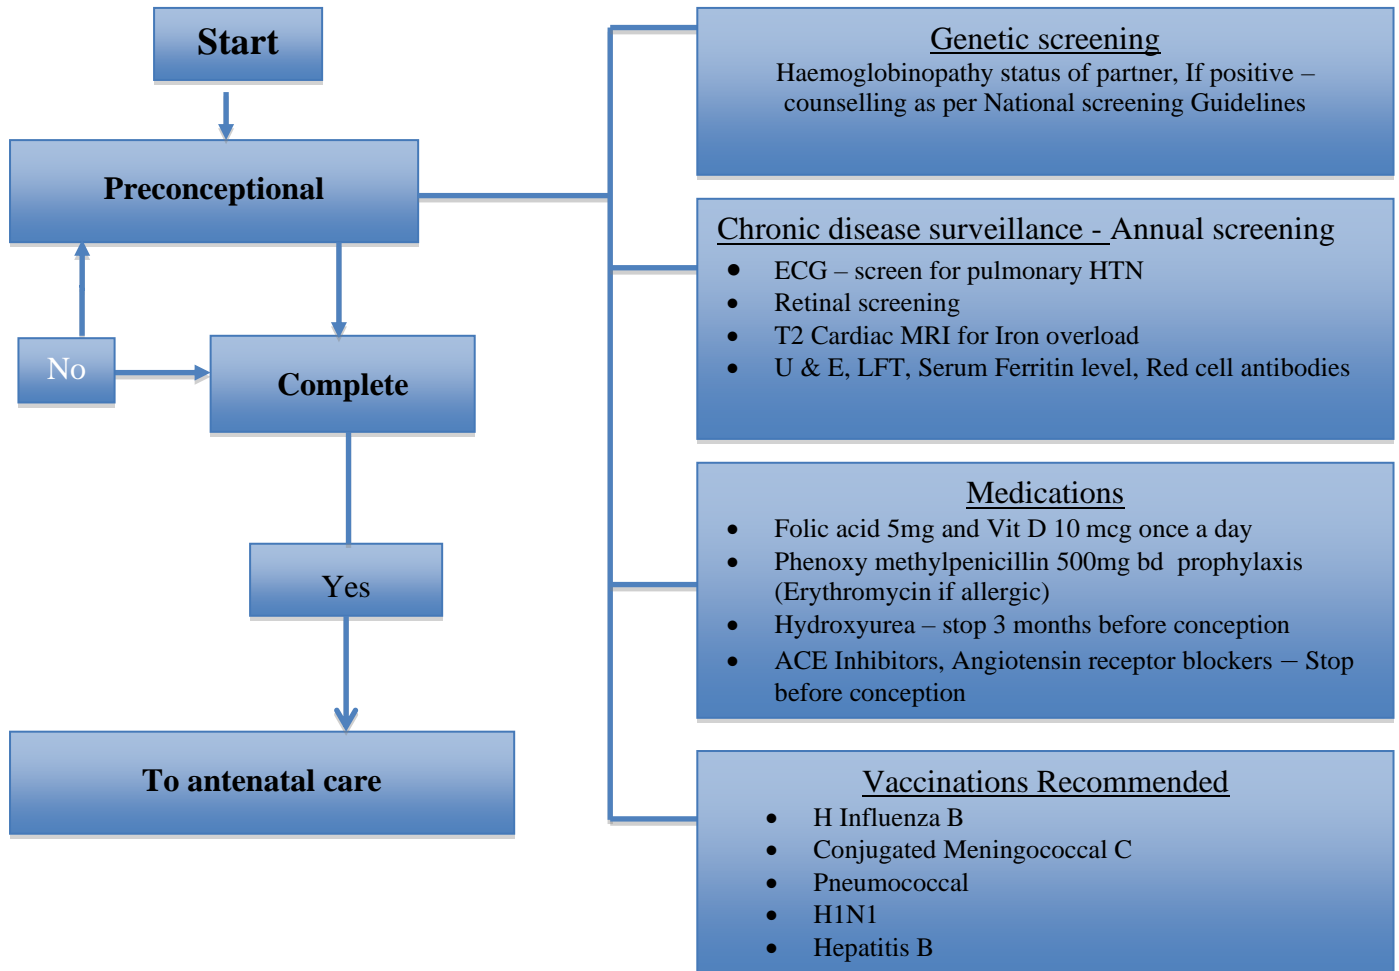 Start
Preconceptional
No
Complete
Yes
To antenatal care
Genetic screening
Haemoglobinopathy status of partner, If positive –
counselling as per National screening Guidelines
Chronic disease surveillance - Annual screening
• ECG – screen for pulmonary HTN
• Retinal screening
• T2 Cardiac MRI for Iron overload
• U & E, LFT, Serum Ferritin level, Red cell antibodies
Medications
• Folic acid 5mg and Vit D 10 mcg once a day
• Phenoxy methylpenicillin 500mg bd prophylaxis
(Erythromycin if allergic)
• Hydroxyurea – stop 3 months before conception
• ACE Inhibitors, Angiotensin receptor blockers – Stop
before conception
Vaccinations Recommended
• H Influenza B
• Conjugated Meningococcal C
• Pneumococcal
• H1N1
• Hepatitis B